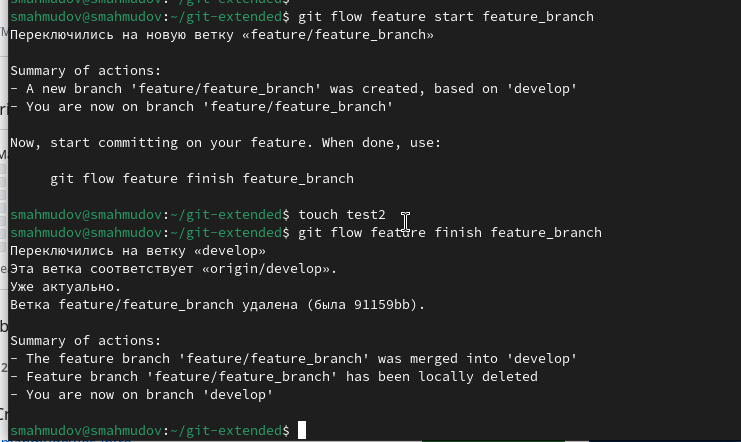 smahmudov@smahmudov:~/git-extended$ git flow feature start feature_branch
Переключились на новую ветку «feature/feature_branch»
Summary of actions:
- A new branch 'feature/feature_branch' was created, based on 'develop'
- You are now on branch 'feature/feature_branch'
Now, start committing on your feature. When done, use:
git flow feature finish feature_branch
smahmudov@smahmudov:~/git-extended$ touch test2
smahmudov@smahmudov:~/git-extended$ git flow feature finish feature_branch
Переключились на ветку «develop»
Эта ветка соответствует «origin/develop».
Уже актуально.
Ветка feature/feature_branch удалена (была 91159bb).
Summary of actions:
- The feature branch 'feature/feature_branch' was merged into 'develop'
- Feature branch 'feature/feature_branch' has been locally deleted
- You are now on branch 'develop'
smahmudov@smahmudov:~/git-extended$